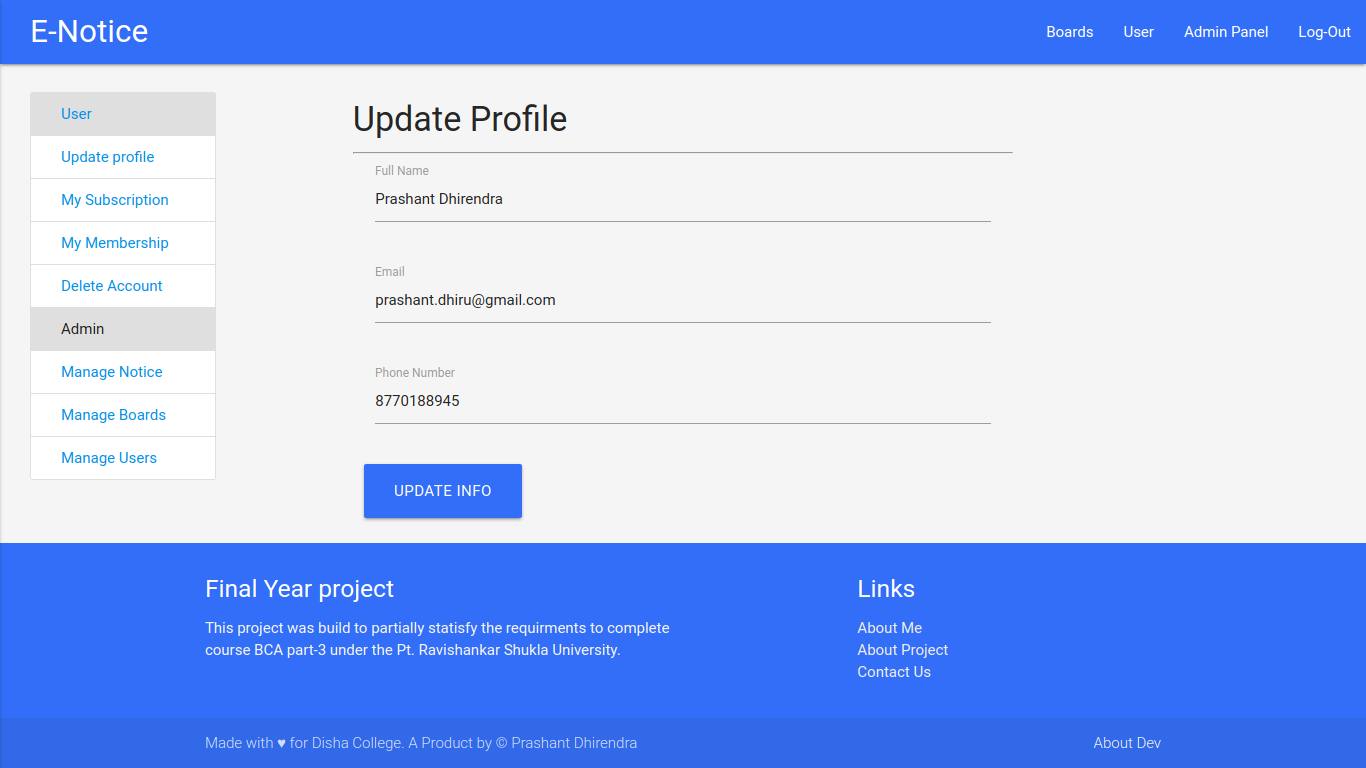 E-Notice
Boards User Admin Panel Log-Out
User
Update profile
My Subscription
My Membership
Delete Account
Admin
Manage Notice
Manage Boards
Manage Users
Update Profile
Full Name
Prashant Dhirendra
Email
prashant.dhiru@gmail.com
Phone Number
8770188945
UPDATE INFO
Final Year project
This project was build to partially statisfy the requirments to complete
course BCA part-3 under the Pt. Ravishankar Shukla University.
Links
About Me
About Project
Contact Us
Made with ♥ for Disha College. A Product by © Prashant Dhirendra
About Dev